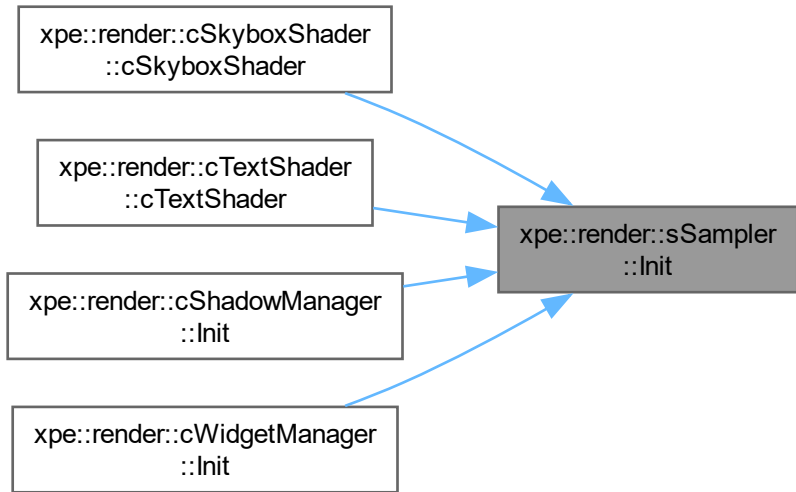 xpe::render::cSkyboxShader
::cSkyboxShader
xpe::render::cTextShader
::cTextShader
xpe::render::sSampler
::Init
xpe::render::cShadowManager
::Init
xpe::render::cWidgetManager
::Init